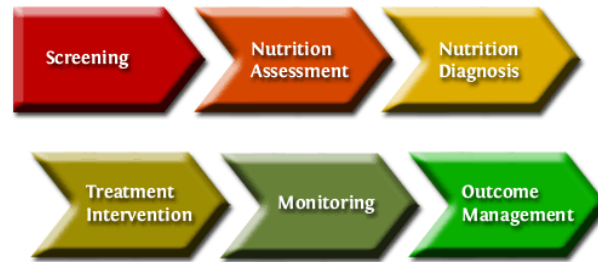 Screening
Nutrition
Assessment
Nutrition
Diagnosis
Treatment
Intervention
Monitoring
Outcome
Management